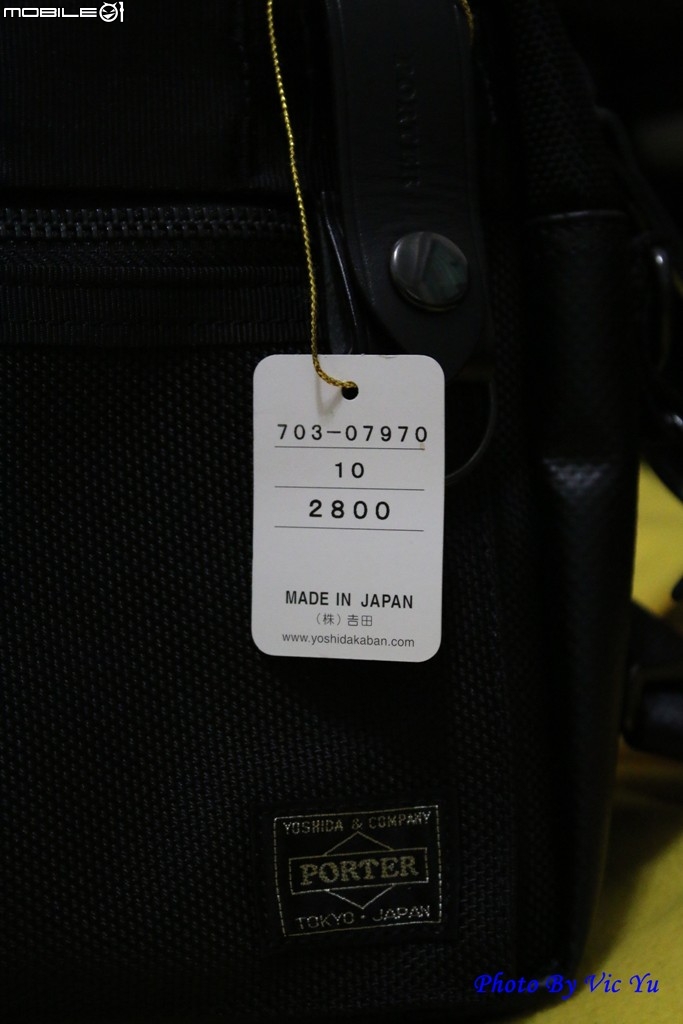 MOBILE01
703-07970
10
2800
MADE IN JAPAN
（株）吉田
www.yoshidakaban.com
YOSHIDA & COMPANY
PORTER
TOKYO・JAPAN
Photo By Vic Yu